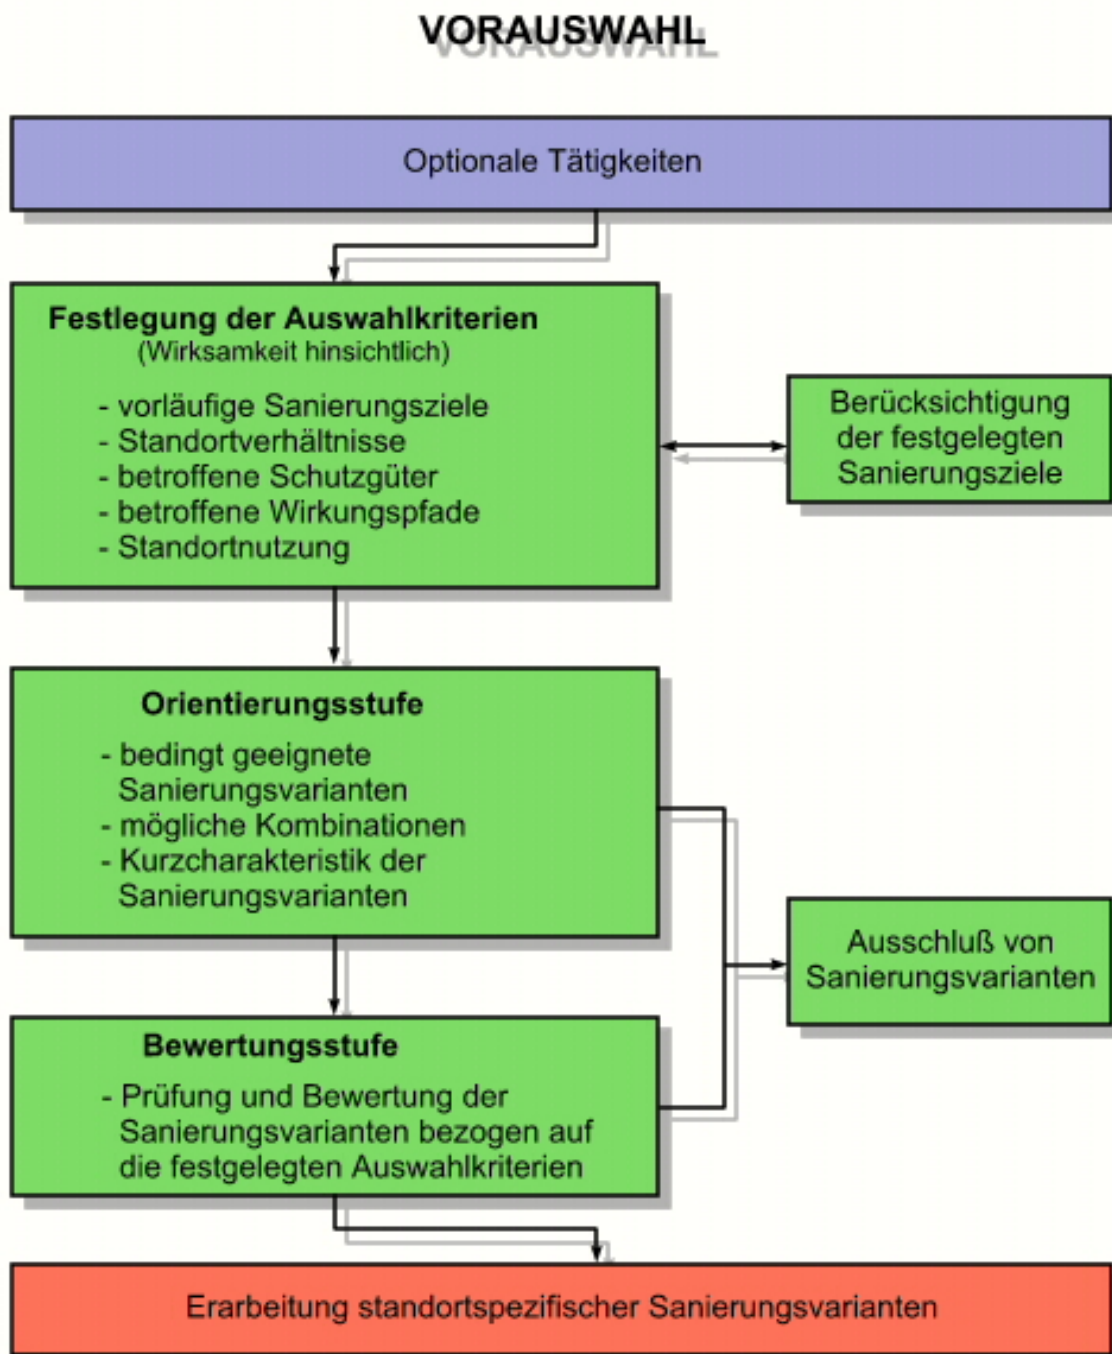 VORAUSWAHL
Optionale Tätigkeiten
Festlegung der Auswahlkriterien
(Wirksamkeit hinsichtlich)
- vorläufige Sanierungsziele
- Standortverhältnisse
- betroffene Schutzgüter
- betroffene Wirkungspfade
- Standortnutzung
Berücksichtigung
der festgelegten
Sanierungsziele
Orientierungsstufe
- bedingt geeignete
Sanierungsvarianten
- mögliche Kombinationen
- Kurzcharakteristik der
Sanierungsvarianten
Ausschluß von
Sanierungsvarianten
Bewertungsstufe
- Prüfung und Bewertung der
Sanierungsvarianten bezogen auf
die festgelegten Auswahlkriterien
Erarbeitung standortspezifischer Sanierungsvarianten